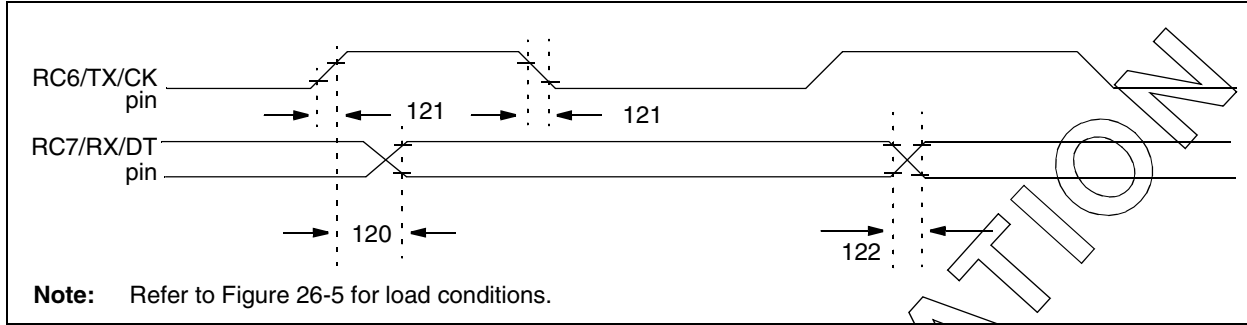 RC6/TX/CK
pin
121
121
RC7/RX/DT
pin
120
122
Note: Refer to Figure 26-5 for load conditions.
ATION